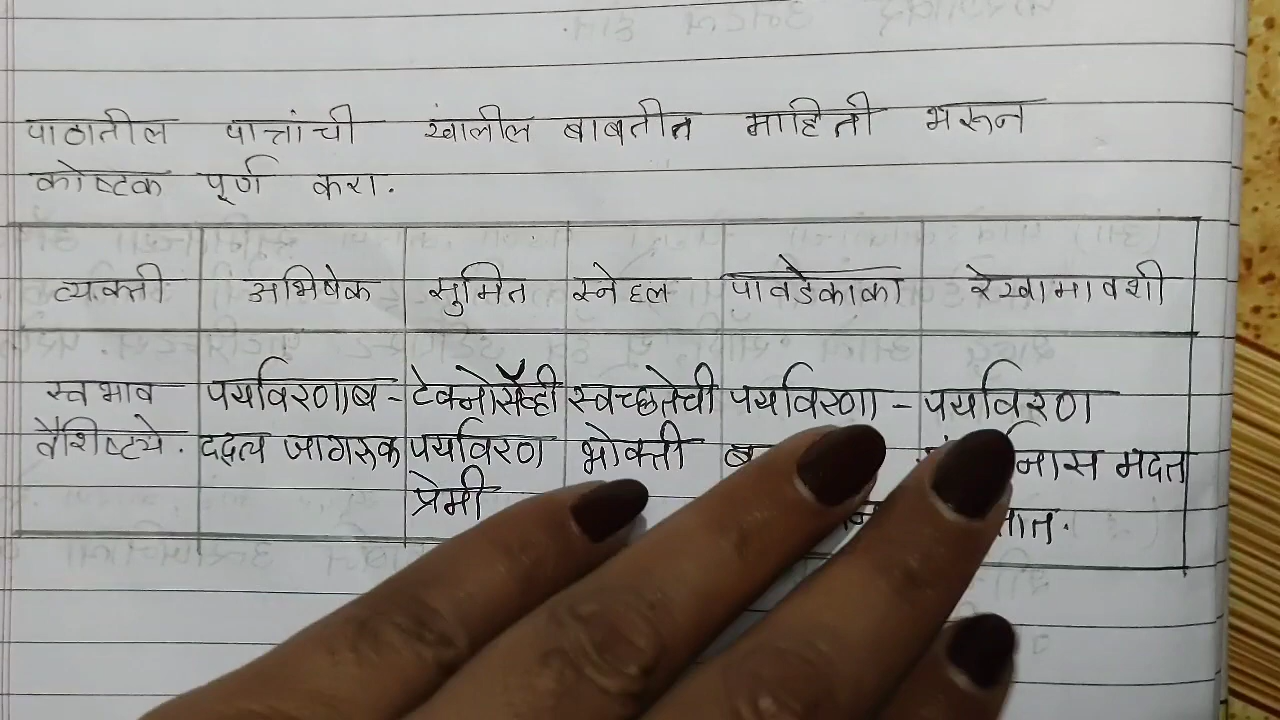 पाठातील पात्रांची खालील बाबतीत माहिती भरून
कोष्टक पूर्ण करा.
व्यक्ती अभिषेक सुमित स्नेहल पावडेकाका रेखामावशी
स्वभाव पर्यावरणाब- टेक्नोसॅव्ही स्वच्छतेची पर्यावरणा- पर्यावरण
वैशिष्ट्ये. द्दल जागरूक पर्यावरण भोक्ती मदत
प्रेमी